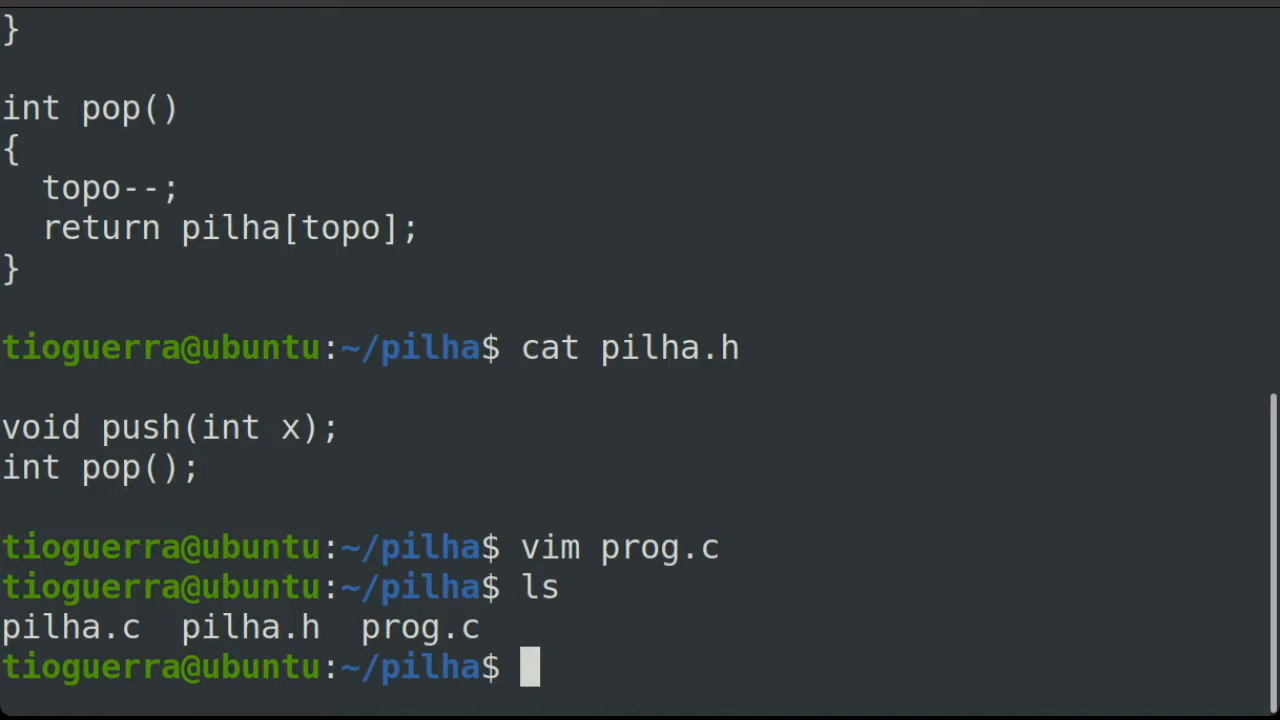 }
int pop()
{
  topo--;
  return pilha[topo];
}
tioguerra@ubuntu:~/pilha$ cat pilha.h
void push(int x);
int pop();
tioguerra@ubuntu:~/pilha$ vim prog.c
tioguerra@ubuntu:~/pilha$ ls
pilha.c  pilha.h  prog.c
tioguerra@ubuntu:~/pilha$